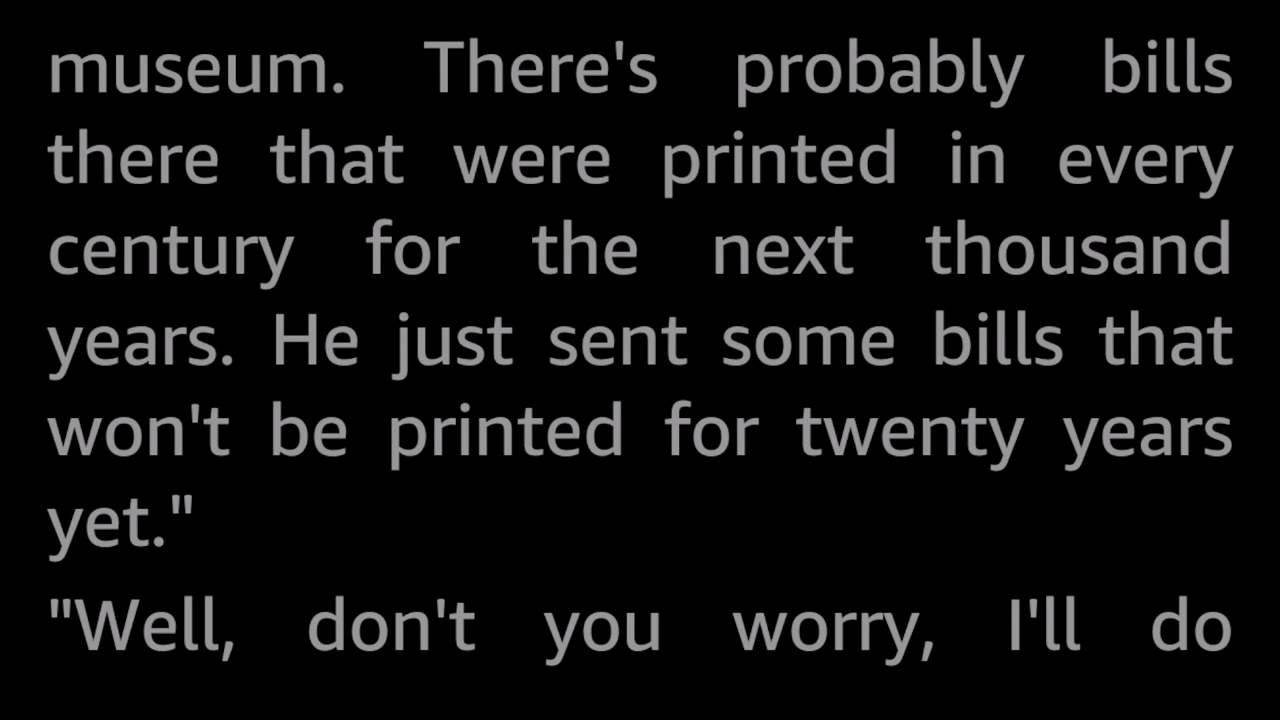 museum. There's probably bills
there that were printed in every
century for the next thousand
years. He just sent some bills that
won't be printed for twenty years
yet."
"Well, don't you worry, I'll do